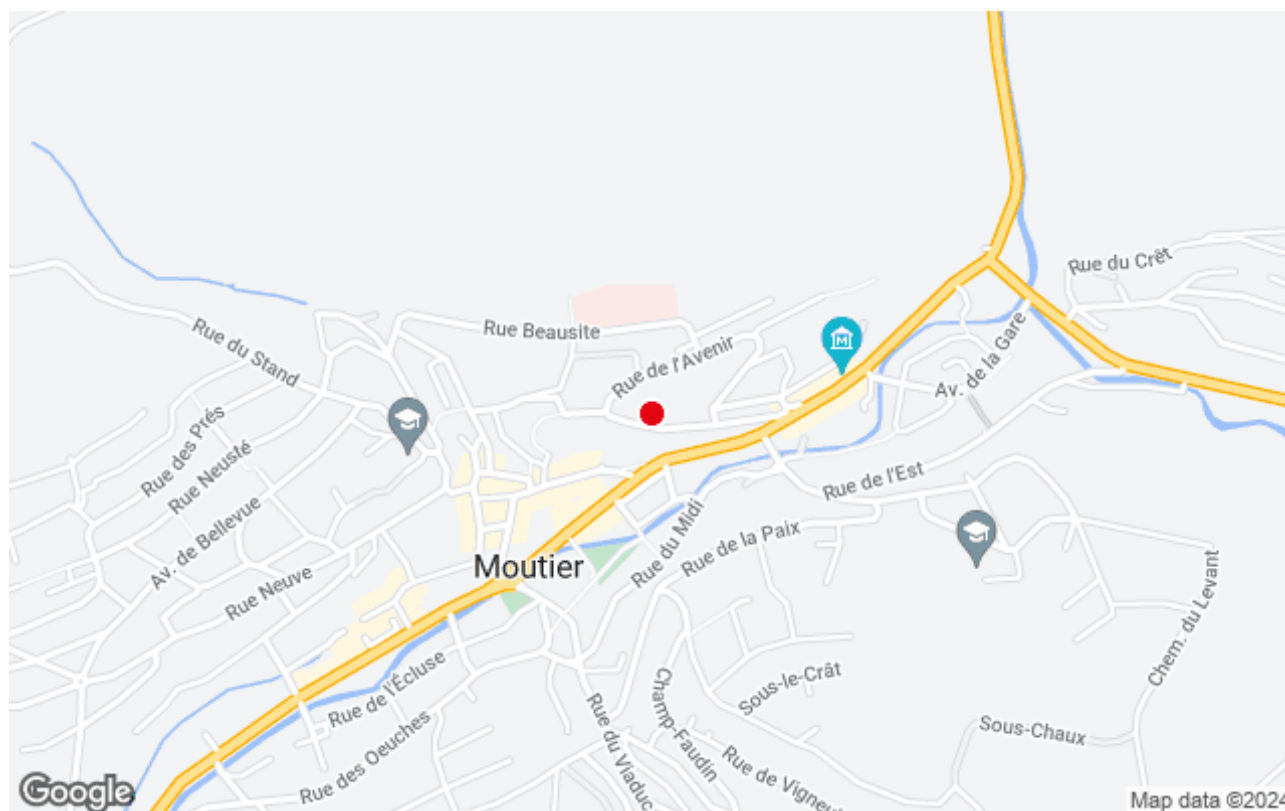 Rue du Crêt
Rue du Stand
Rue Beausite
Rue de l'Avenir
Av. de la Gare
Rue des Prés
Rue Neusfé
Av. de Bellevue
Rue Neuve
Rue de l'Est
Rue du Midi
Rue de la Paix
Moutier
Chem. du Levant
Rue de l'Écluse
Rue des Oeuches
Rue du Viaduc
Champ-Faudin
Sous-le-Crât
Sous-Chaux
Rue de Vigneu
M
Google
Map data ©2024